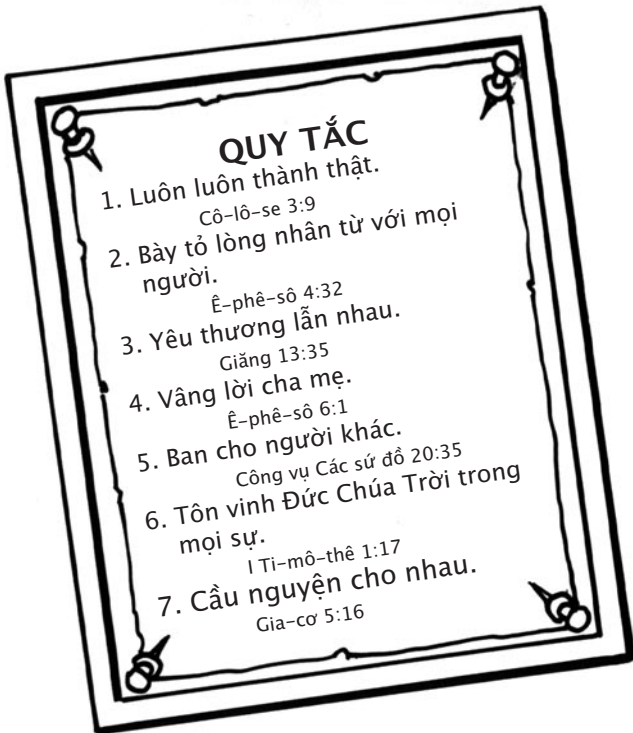 QUY TẮC
1. Luôn luôn thành thật.
Cô-lô-se 3:9
2. Bày tỏ lòng nhân từ với mọi
người.
Ê-phê-sô 4:32
3. Yêu thương lẫn nhau.
Giăng 13:35
4. Vâng lời cha mẹ.
Ê-phê-sô 6:1
5. Ban cho người khác.
Công vụ Các sứ đồ 20:35
6. Tôn vinh Đức Chúa Trời trong
mọi sự.
I Ti-mô-thê 1:17
7. Cầu nguyện cho nhau.
Gia-cơ 5:16